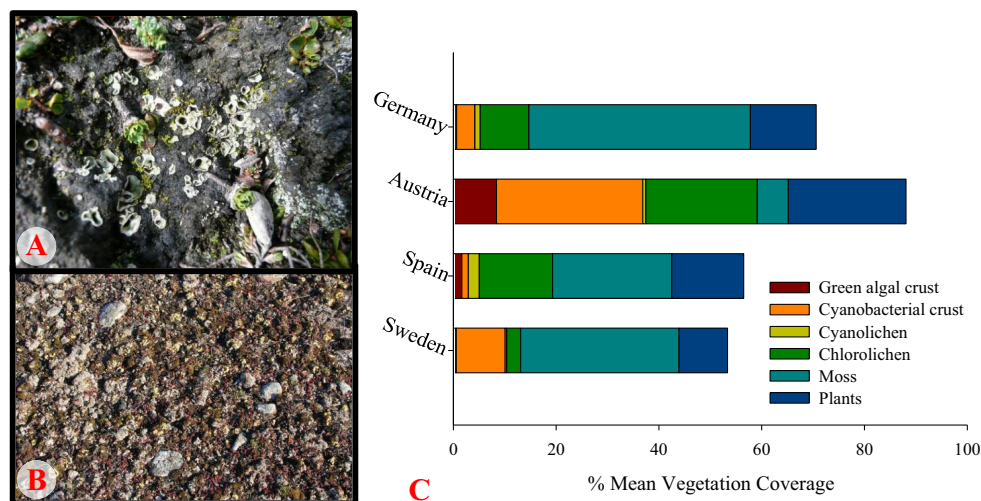 A
B
C
Germany
Austria
Spain
Sweden
Green algal crust
Cyanobacterial crust
Cyanolichen
Chlorolichen
Moss
Plants
0 20 40 60 80 100
% Mean Vegetation Coverage